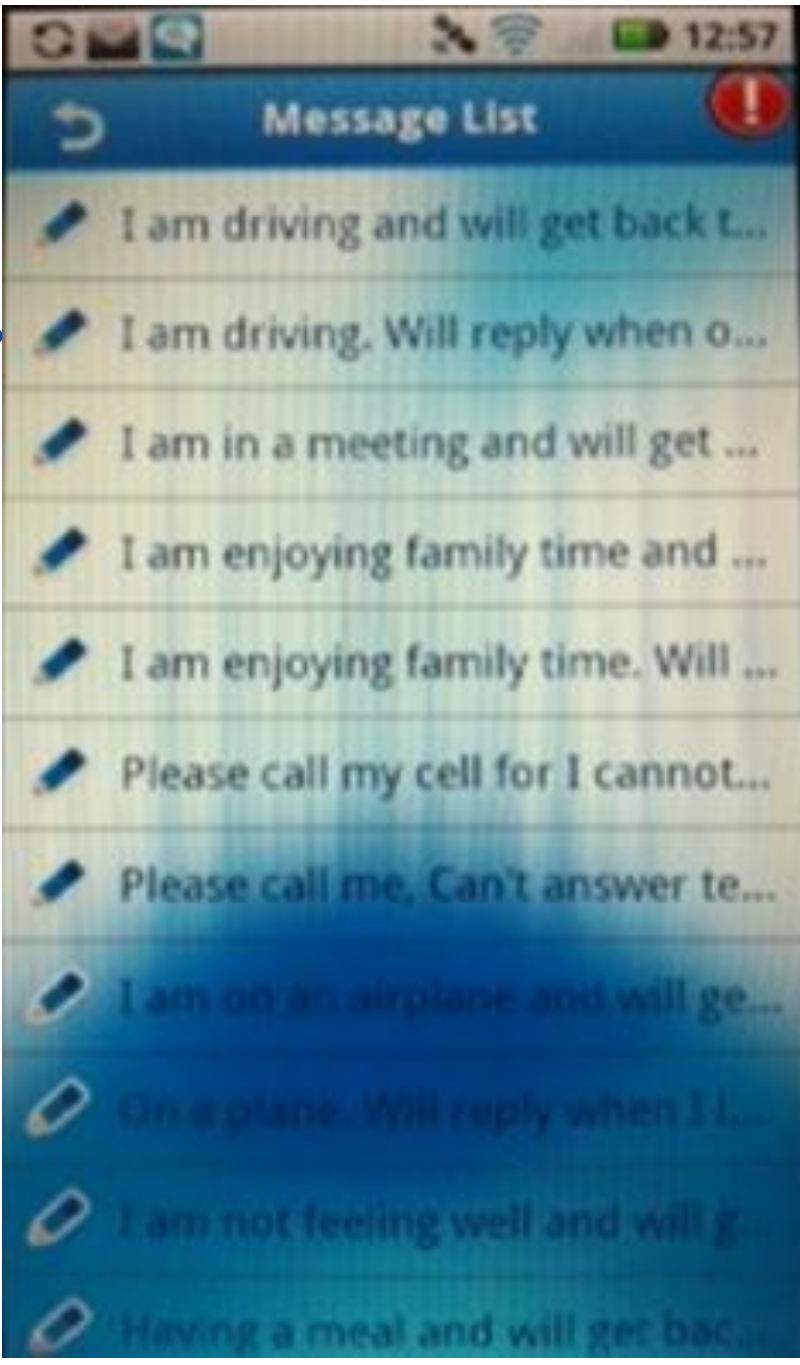 12:57
Message List
I am driving and will get back t...
I am driving. Will reply when o...
I am in a meeting and will get ...
I am enjoying family time and ...
I am enjoying family time. Will ...
Please call my cell for I cannot...
Please call me, Can't answer te...
I am on an airplane and will ge...
On a plane. Will reply when I l...
I am not feeling well and will g...
Having a meal and will get bac...